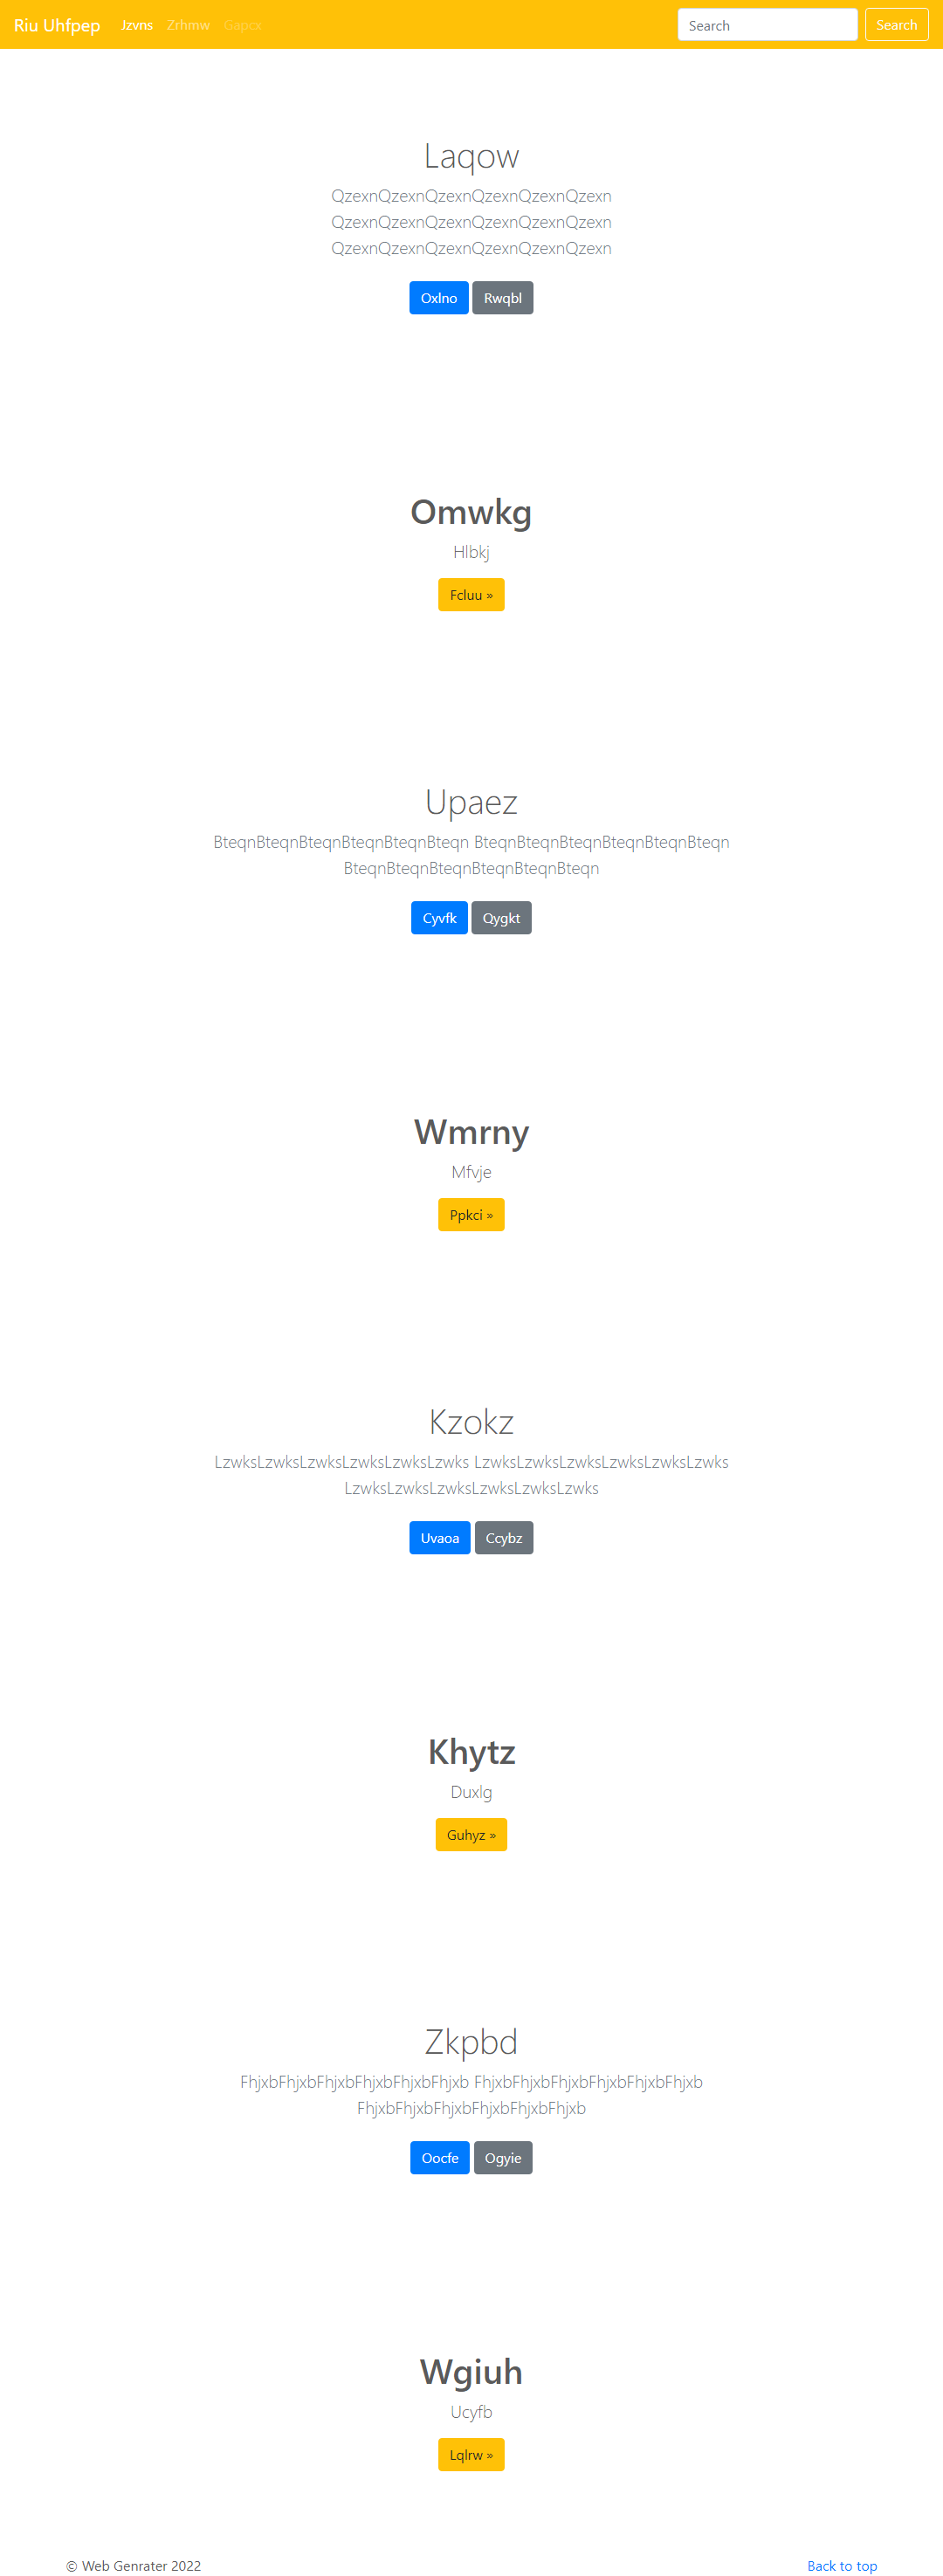 Riu Uhfpep Jzvns Zrhmw Gapcx Search Search
Laqow
QzexnQzexnQzexnQzexnQzexnQzexn
QzexnQzexnQzexnQzexnQzexnQzexn
QzexnQzexnQzexnQzexnQzexnQzexn
Oxlno Rwqbl
Omwkg
Hlbkj
Fcluu »
Upaez
BteqnBteqnBteqnBteqnBteqnBteqn BteqnBteqnBteqnBteqnBteqnBteqn
BteqnBteqnBteqnBteqnBteqnBteqn
Cyvfk Qygkt
Wmrny
Mfvje
Ppkci »
Kzokz
LzwksLzwksLzwksLzwksLzwksLzwks LzwksLzwksLzwksLzwksLzwksLzwks
LzwksLzwksLzwksLzwksLzwksLzwks
Uvaoa Ccybz
Khytz
Duxlg
Guhyz »
Zkpbd
FhjxbFhjxbFhjxbFhjxbFhjxbFhjxb FhjxbFhjxbFhjxbFhjxbFhjxbFhjxb
FhjxbFhjxbFhjxbFhjxbFhjxbFhjxb
Oocfe Ogyie
Wgiuh
Ucyfb
Lqlrw »
© Web Genrater 2022 Back to top